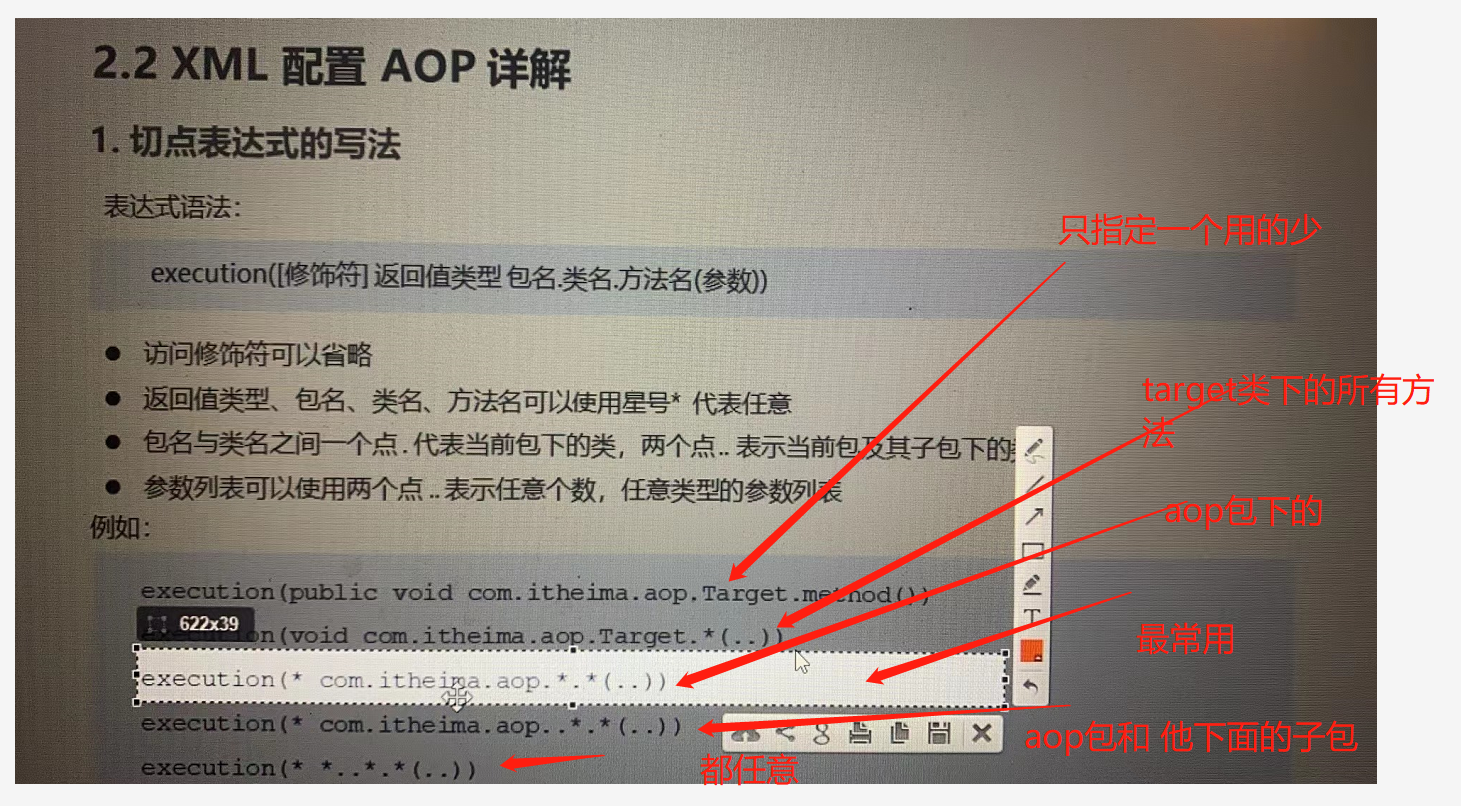 2.2 XML 配置 AOP 详解
1. 切点表达式的写法
表达式语法：
只指定一个用的少
execution([修饰符] 返回值类型 包名.类名.方法名(参数))
● 访问修饰符可以省略
● 返回值类型、包名、类名、方法名可以使用星号* 代表任意
target类下的所有方
法
● 包名与类名之间一个点 . 代表当前包下的类，两个点 .. 表示当前包及其子包下的
● 参数列表可以使用两个点 .. 表示任意个数，任意类型的参数列表
aop包下的
例如：
execution(public void com.itheima.aop.Target.method())
622x39
(void com.itheima.aop.Target.*(..))
最常用
execution(* com.itheima.aop.*.*(..))
execution(* com.itheima.aop..*.*(..))
aop包和 他下面的子包
execution(* *..*.*(..))
都任意